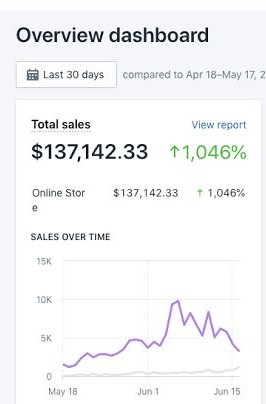 Overview dashboard
Last 30 days compared to Apr 18–May 17, 2
Total sales View report
$137,142.33 ↑1,046%
Online Stor $137,142.33 ↑ 1,046%
e
SALES OVER TIME
15K
10K
5K
0
May 18 Jun 1 Jun 15